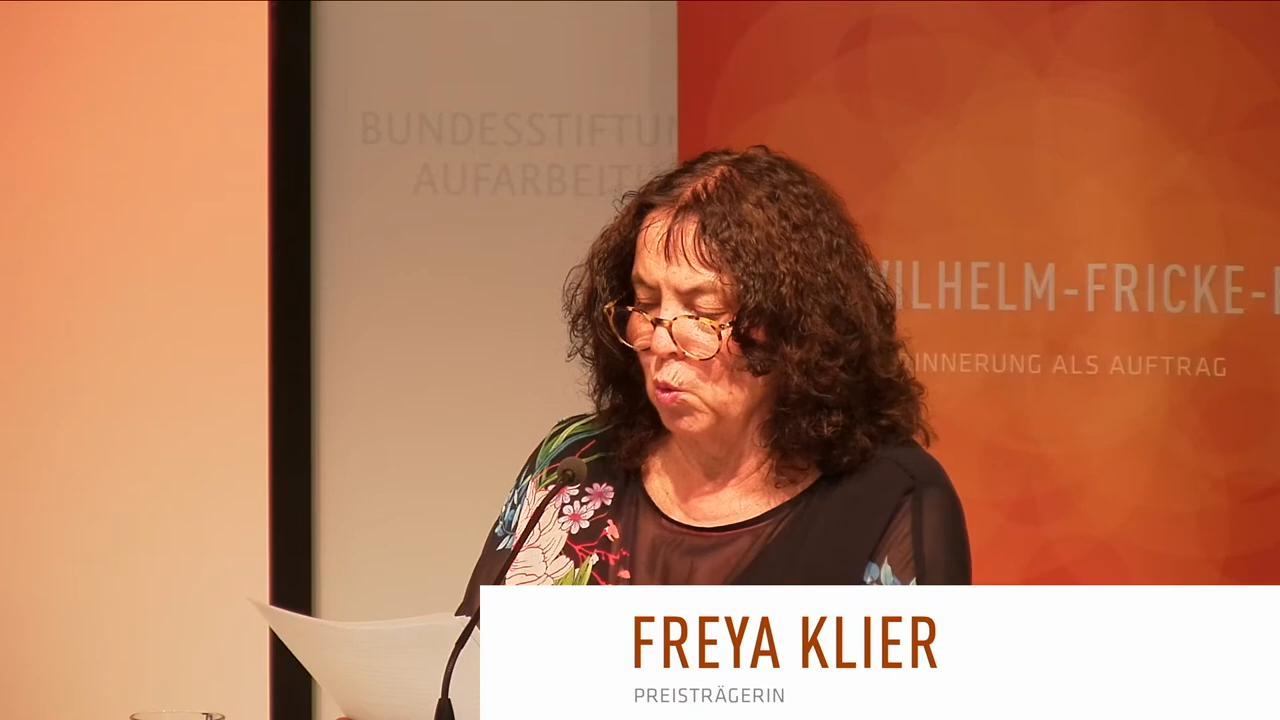 BUNDESSTIFTU
AUFARBEIT
WILHELM-FRICKE-
INNERUNG ALS AUFTRAG
FREYA KLIER
PREISTRÄGERIN